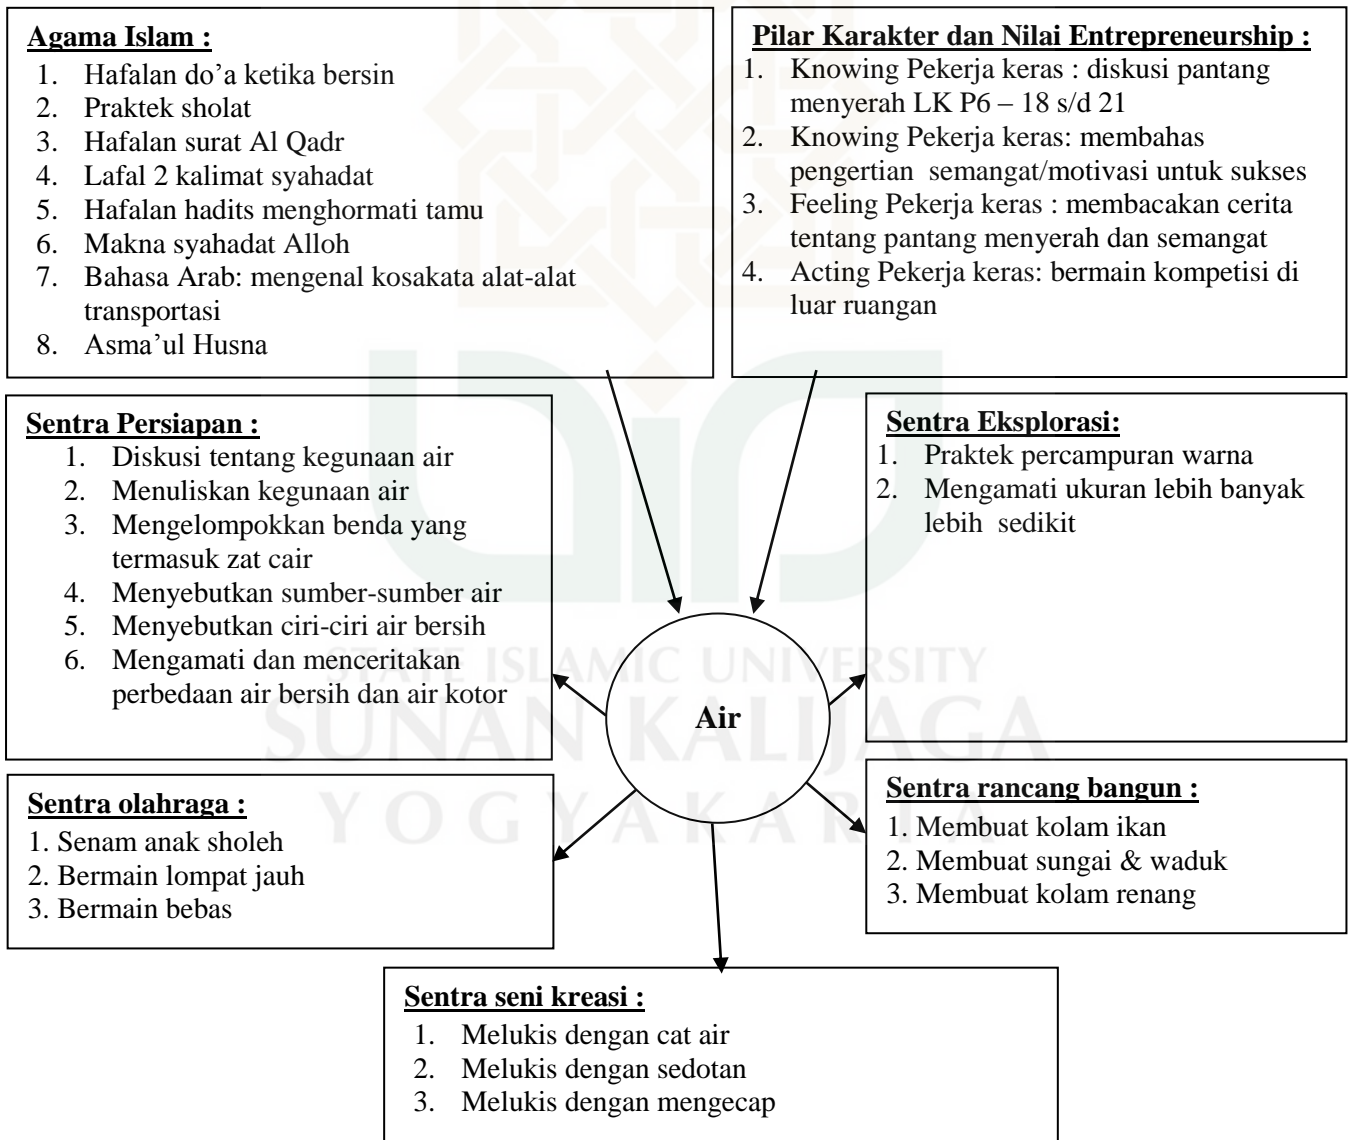 Agama Islam :
1. Hafalan do’a ketika bersin
2. Praktek sholat
3. Hafalan surat Al Qadr
4. Lafal 2 kalimat syahadat
5. Hafalan hadits menghormati tamu
6. Makna syahadat Alloh
7. Bahasa Arab: mengenal kosakata alat-alat
transportasi
8. Asma’ul Husna
Pilar Karakter dan Nilai Entrepreneurship :
1. Knowing Pekerja keras : diskusi pantang
menyerah LK P6 – 18 s/d 21
2. Knowing Pekerja keras: membahas
pengertian semangat/motivasi untuk sukses
3. Feeling Pekerja keras : membacakan cerita
tentang pantang menyerah dan semangat
4. Acting Pekerja keras: bermain kompetisi di
luar ruangan
Sentra Persiapan :
1. Diskusi tentang kegunaan air
2. Menuliskan kegunaan air
3. Mengelompokkan benda yang
termasuk zat cair
4. Menyebutkan sumber-sumber air
5. Menyebutkan ciri-ciri air bersih
6. Mengamati dan menceritakan
perbedaan air bersih dan air kotor
Sentra Eksplorasi:
1. Praktek percampuran warna
2. Mengamati ukuran lebih banyak
lebih sedikit
Air
Sentra olahraga :
1. Senam anak sholeh
2. Bermain lompat jauh
3. Bermain bebas
Sentra rancang bangun :
1. Membuat kolam ikan
2. Membuat sungai & waduk
3. Membuat kolam renang
Sentra seni kreasi :
1. Melukis dengan cat air
2. Melukis dengan sedotan
3. Melukis dengan mengecap
STATE ISLAMIC UNIVERSITY
SUNAN KALIJAGA
YOGYAKARTA